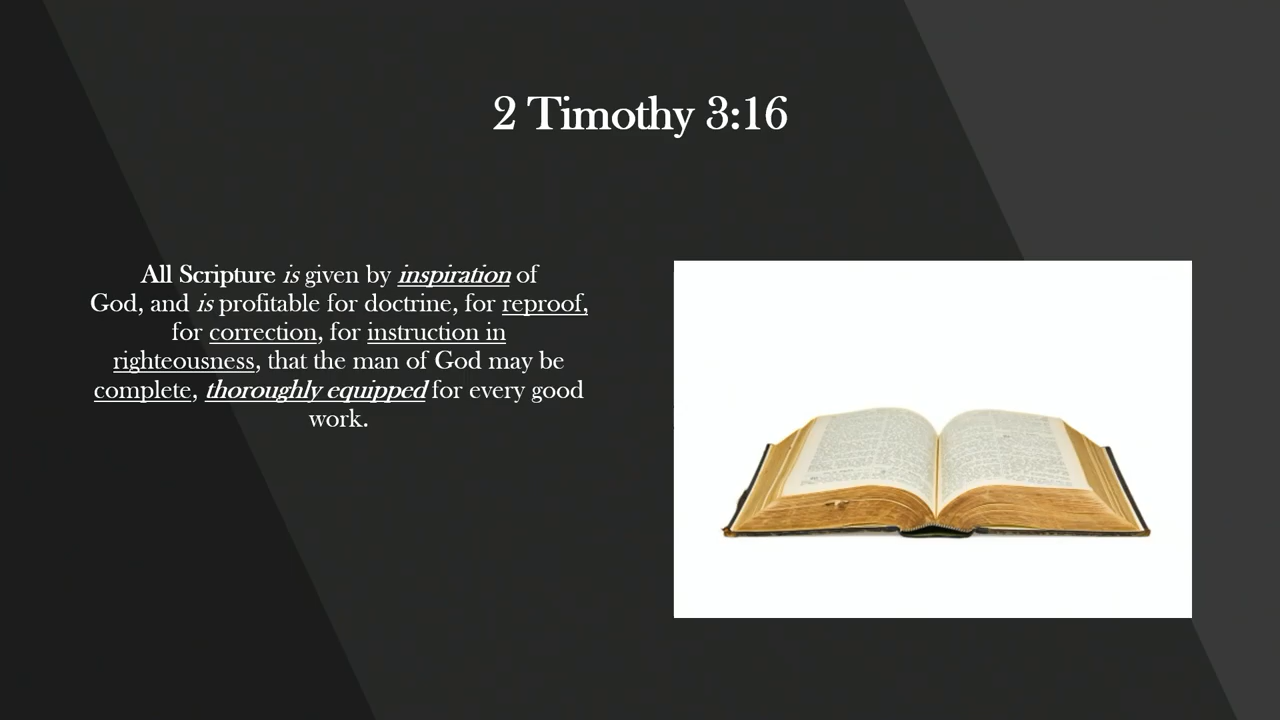 2 Timothy 3:16
All Scripture is given by inspiration of
God, and is profitable for doctrine, for reproof,
for correction, for instruction in
righteousness, that the man of God may be
complete, thoroughly equipped for every good
work.